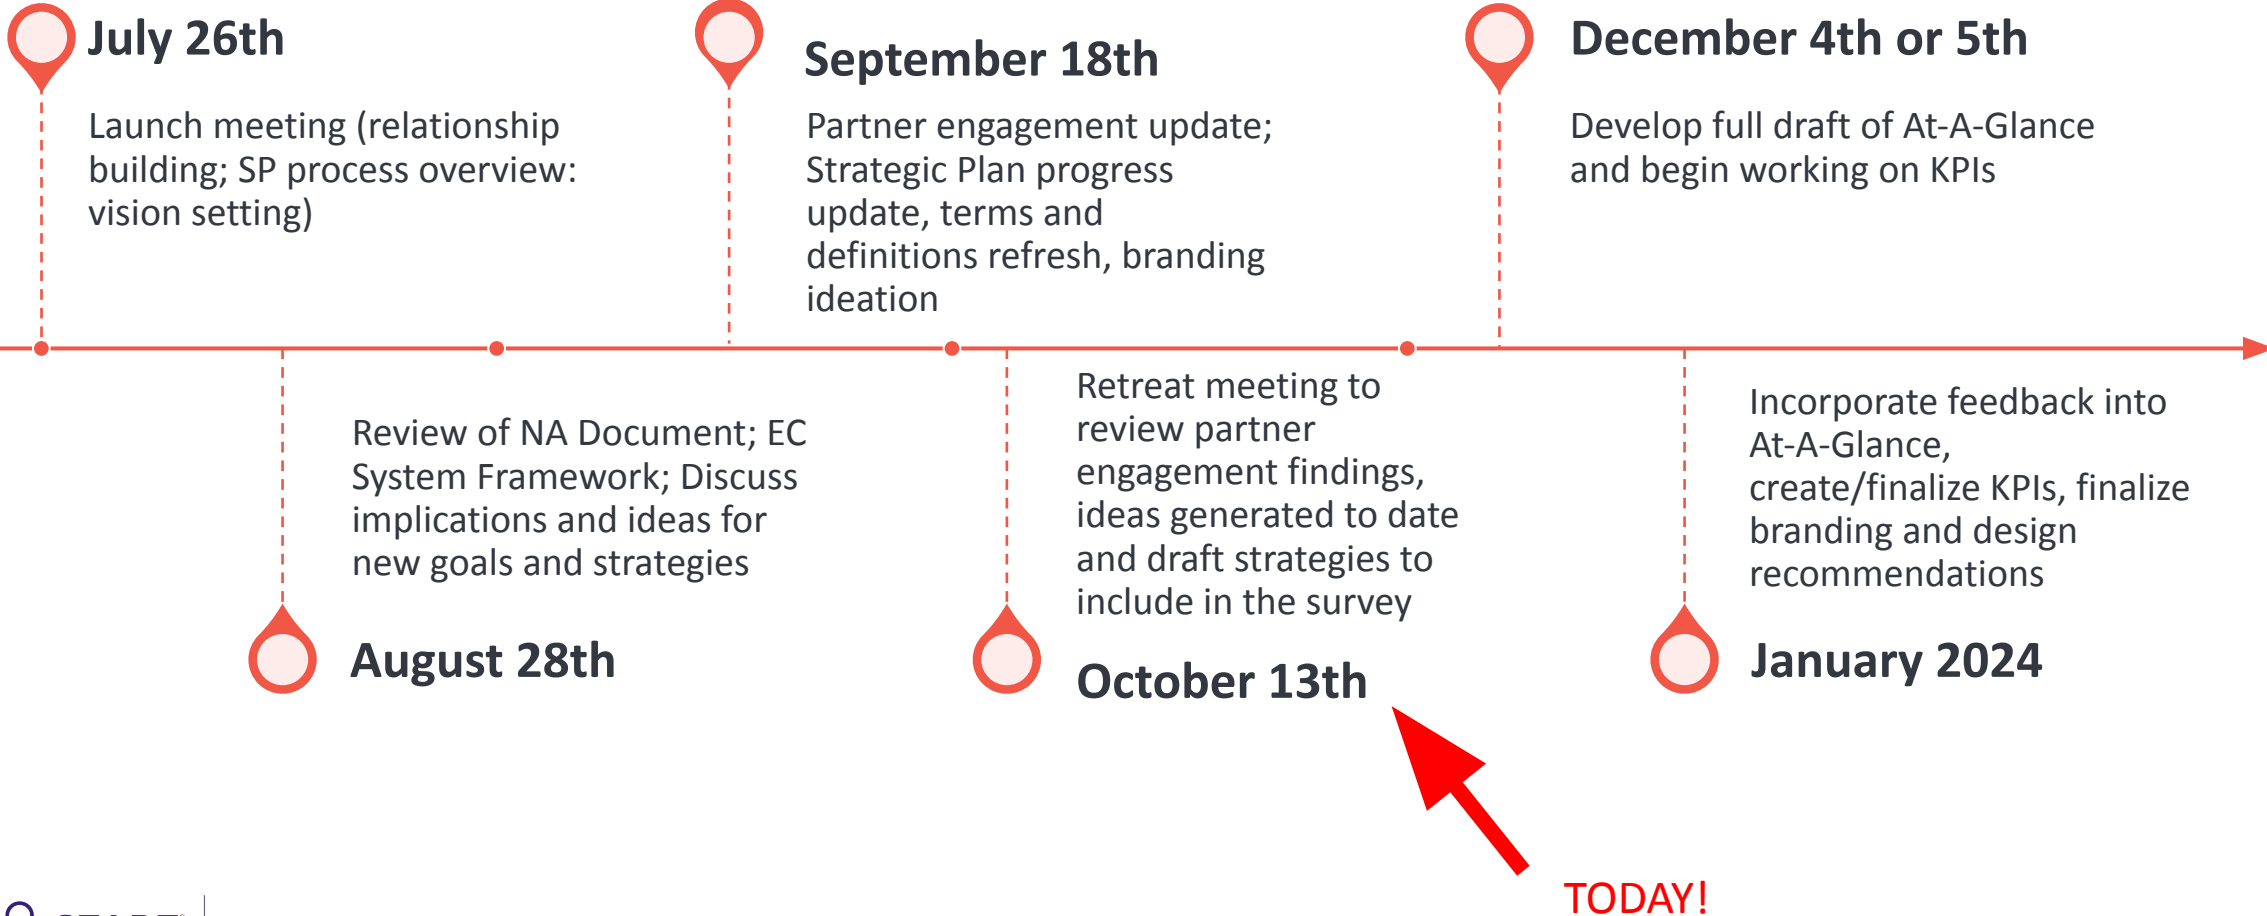 July 26th
Launch meeting (relationship
building; SP process overview:
vision setting)
September 18th
Partner engagement update;
Strategic Plan progress
update, terms and
definitions refresh, branding
ideation
December 4th or 5th
Develop full draft of At-A-Glance
and begin working on KPIs
Review of NA Document; EC
System Framework; Discuss
implications and ideas for
new goals and strategies
August 28th
Retreat meeting to
review partner
engagement findings,
ideas generated to date
and draft strategies to
include in the survey
October 13th
Incorporate feedback into
At-A-Glance,
create/finalize KPIs, finalize
branding and design
recommendations
January 2024
TODAY!